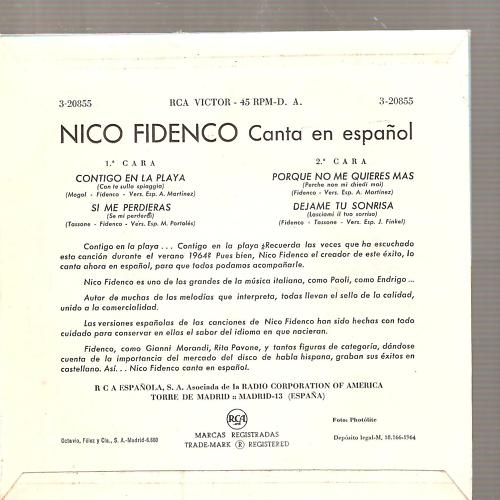 3-20855 RCA VICTOR - 45 RPM-D. A. 3-20855
NICO FIDENCO Canta en español
1.ª CARA
CONTIGO EN LA PLAYA
(Con te sulla spiaggia)
(Mogol - Fidenco - Vers. Esp. A. Martínez)
SI ME PERDIERAS
(Se mi perderai)
(Tassone - Fidenco - Vers. Esp. M. Portolés)
2.ª CARA
PORQUE NO ME QUIERES MAS
(Perche non mi chiedi mai)
(Fidenco - Vers. Esp. A. Martínez)
DEJAME TU SONRISA
(Lasciami il tuo sorriso)
(Fidenco - Tassone - Vers. Esp. J. Finkel)
Contigo en la playa . . . Contigo en la playa ¿Recuerda las veces que ha escuchado
esta canción durante el verano 1964? Pues bien, Nico Fidenco el creador de este éxito, lo
canta ahora en español, para que todos podamos acompañarle.
Nico Fidenco es uno de los grandes de la música italiana, como Paoli, como Endrigo ...
Autor de muchas de las melodías que interpreta, todas llevan el sello de la calidad,
unido a la comercialidad.
Las versiones españolas de las canciones de Nico Fidenco han sido hechas con todo
cuidado para conservar en ellas el sabor del idioma en que nacieran.
Fidenco, como Gianni Morandi, Rita Pavone, y tantas figuras de categoría, dándose
cuenta de la importancia del mercado del disco de habla hispana, graban sus éxitos en
castellano. Así. . . Nico Fidenco canta en español.
R C A ESPAÑOLA, S. A. Asociada de la RADIO CORPORATION OF AMERICA
TORRE DE MADRID :: MADRID-13 (ESPAÑA)
RCA
Foto: Photólite
MARCAS REGISTRADAS
TRADE-MARK ® REGISTERED
Octavio, Félez y Cía., S. A.-Madrid-6.660
Depósito legal-M, 18.166-1964